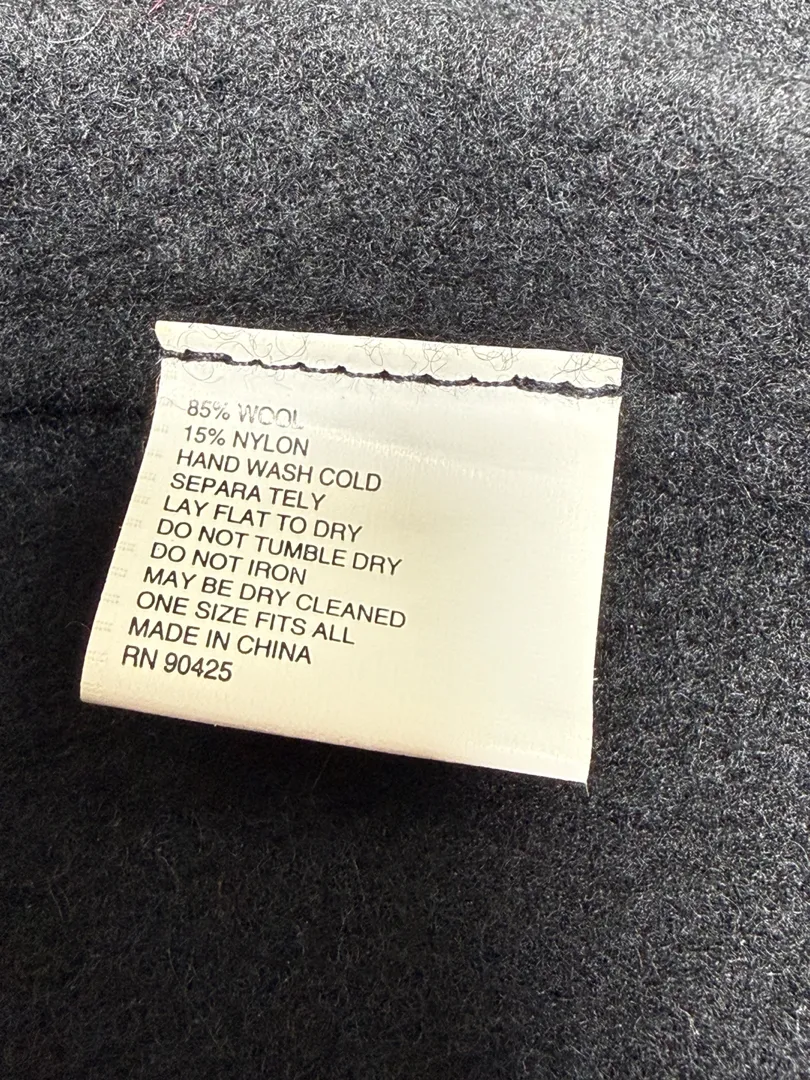 85% WOOL
15% NYLON
HAND WASH COLD
SEPARA TELY
LAY FLAT TO DRY
DO NOT TUMBLE DRY
DO NOT IRON
MAY BE DRY CLEANED
ONE SIZE FITS ALL
MADE IN CHINA
RN 90425